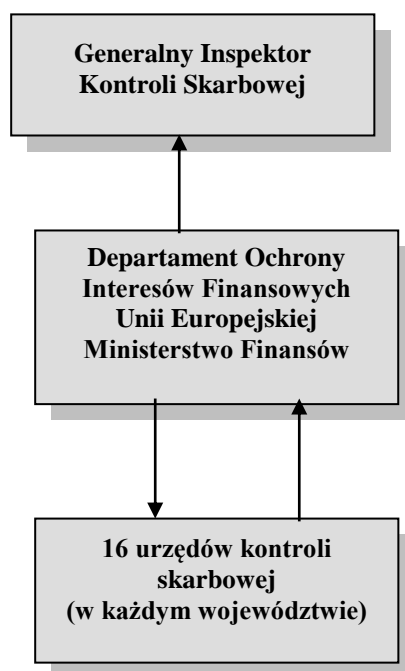 Generalny Inspektor
Kontroli Skarbowej
Departament Ochrony
Interesów Finansowych
Unii Europejskiej
Ministerstwo Finansów
16 urzędów kontroli
skarbowej
(w każdym województwie)